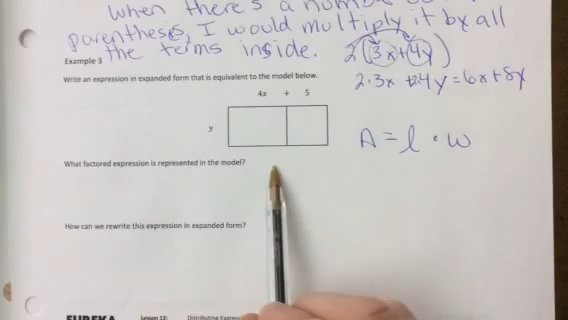 When there's a
parentheses, I would multiply it by all
the terms inside. 2(3x+4y)
Example 3
2·3x + 2·4y = 6x + 8y
Write an expression in expanded form that is equivalent to the model below.
4x + 5
y
A = l · w
What factored expression is represented in the model?
How can we rewrite this expression in expanded form?
EUREKA Lesson 12: Distributing